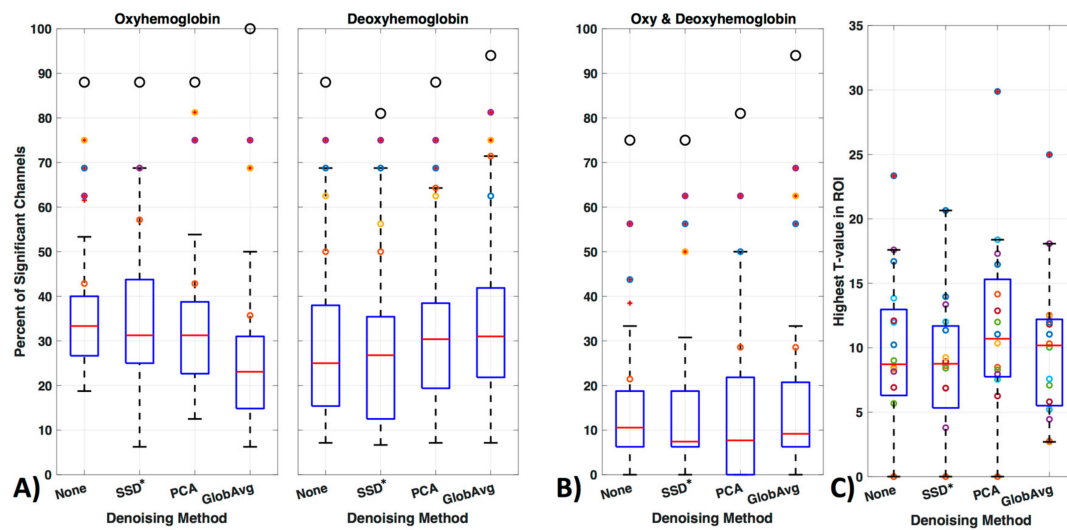 Oxyhemoglobin
Deoxyhemoglobin
Oxy & Deoxyhemoglobin
Percent of Significant Channels
100
90
80
70
60
50
40
30
20
10
0
100
90
80
70
60
50
40
30
20
10
0
Highest T-value in ROI
35
30
25
20
15
10
5
0
A)
None
SSD*
PCA
GlobAvg
None
SSD*
PCA
GlobAvg
B)
None
SSD*
PCA
GlobAvg
C)
None
SSD*
PCA
GlobAvg
Denoising Method
Denoising Method
Denoising Method
Denoising Method